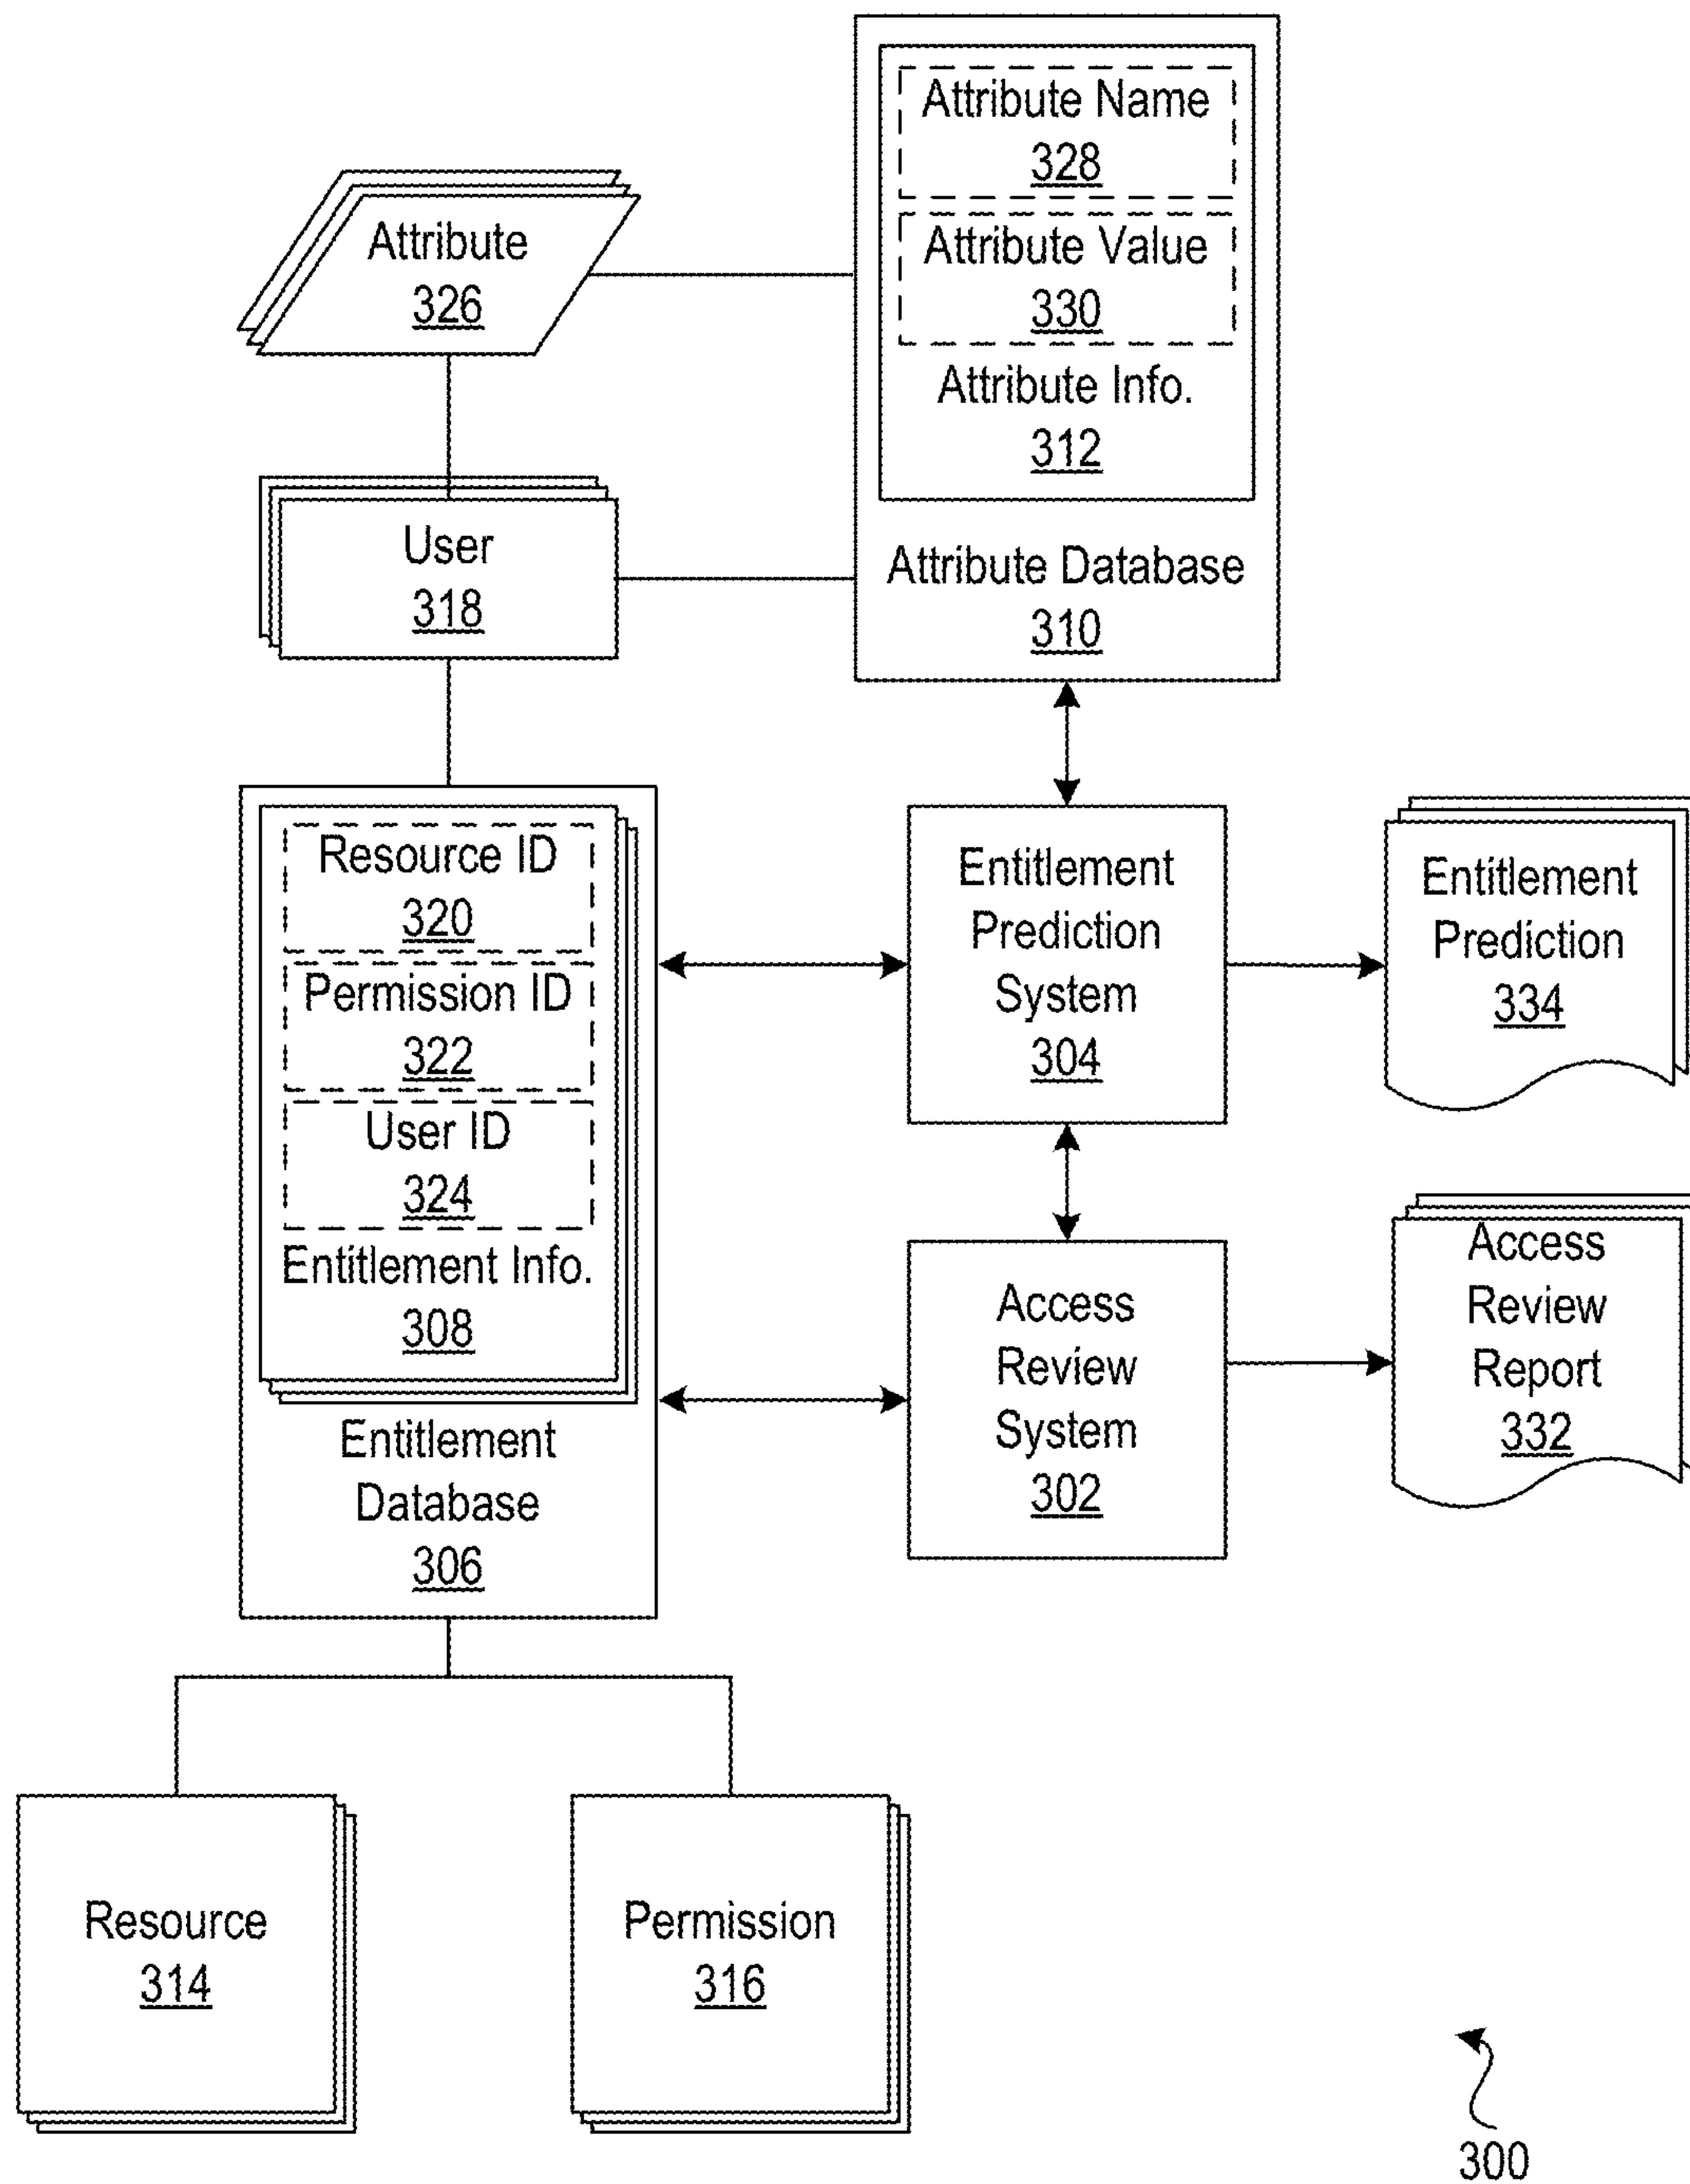 Attribute Name
328
Attribute Value
330
Attribute Info.
312
Attribute Database
310
Attribute
326
User
318
Resource ID
320
Permission ID
322
User ID
324
Entitlement Info.
308
Entitlement
Database
306
Entitlement
Prediction
System
304
Entitlement
Prediction
334
Access
Review
System
302
Access
Review
Report
332
Resource
314
Permission
316
300